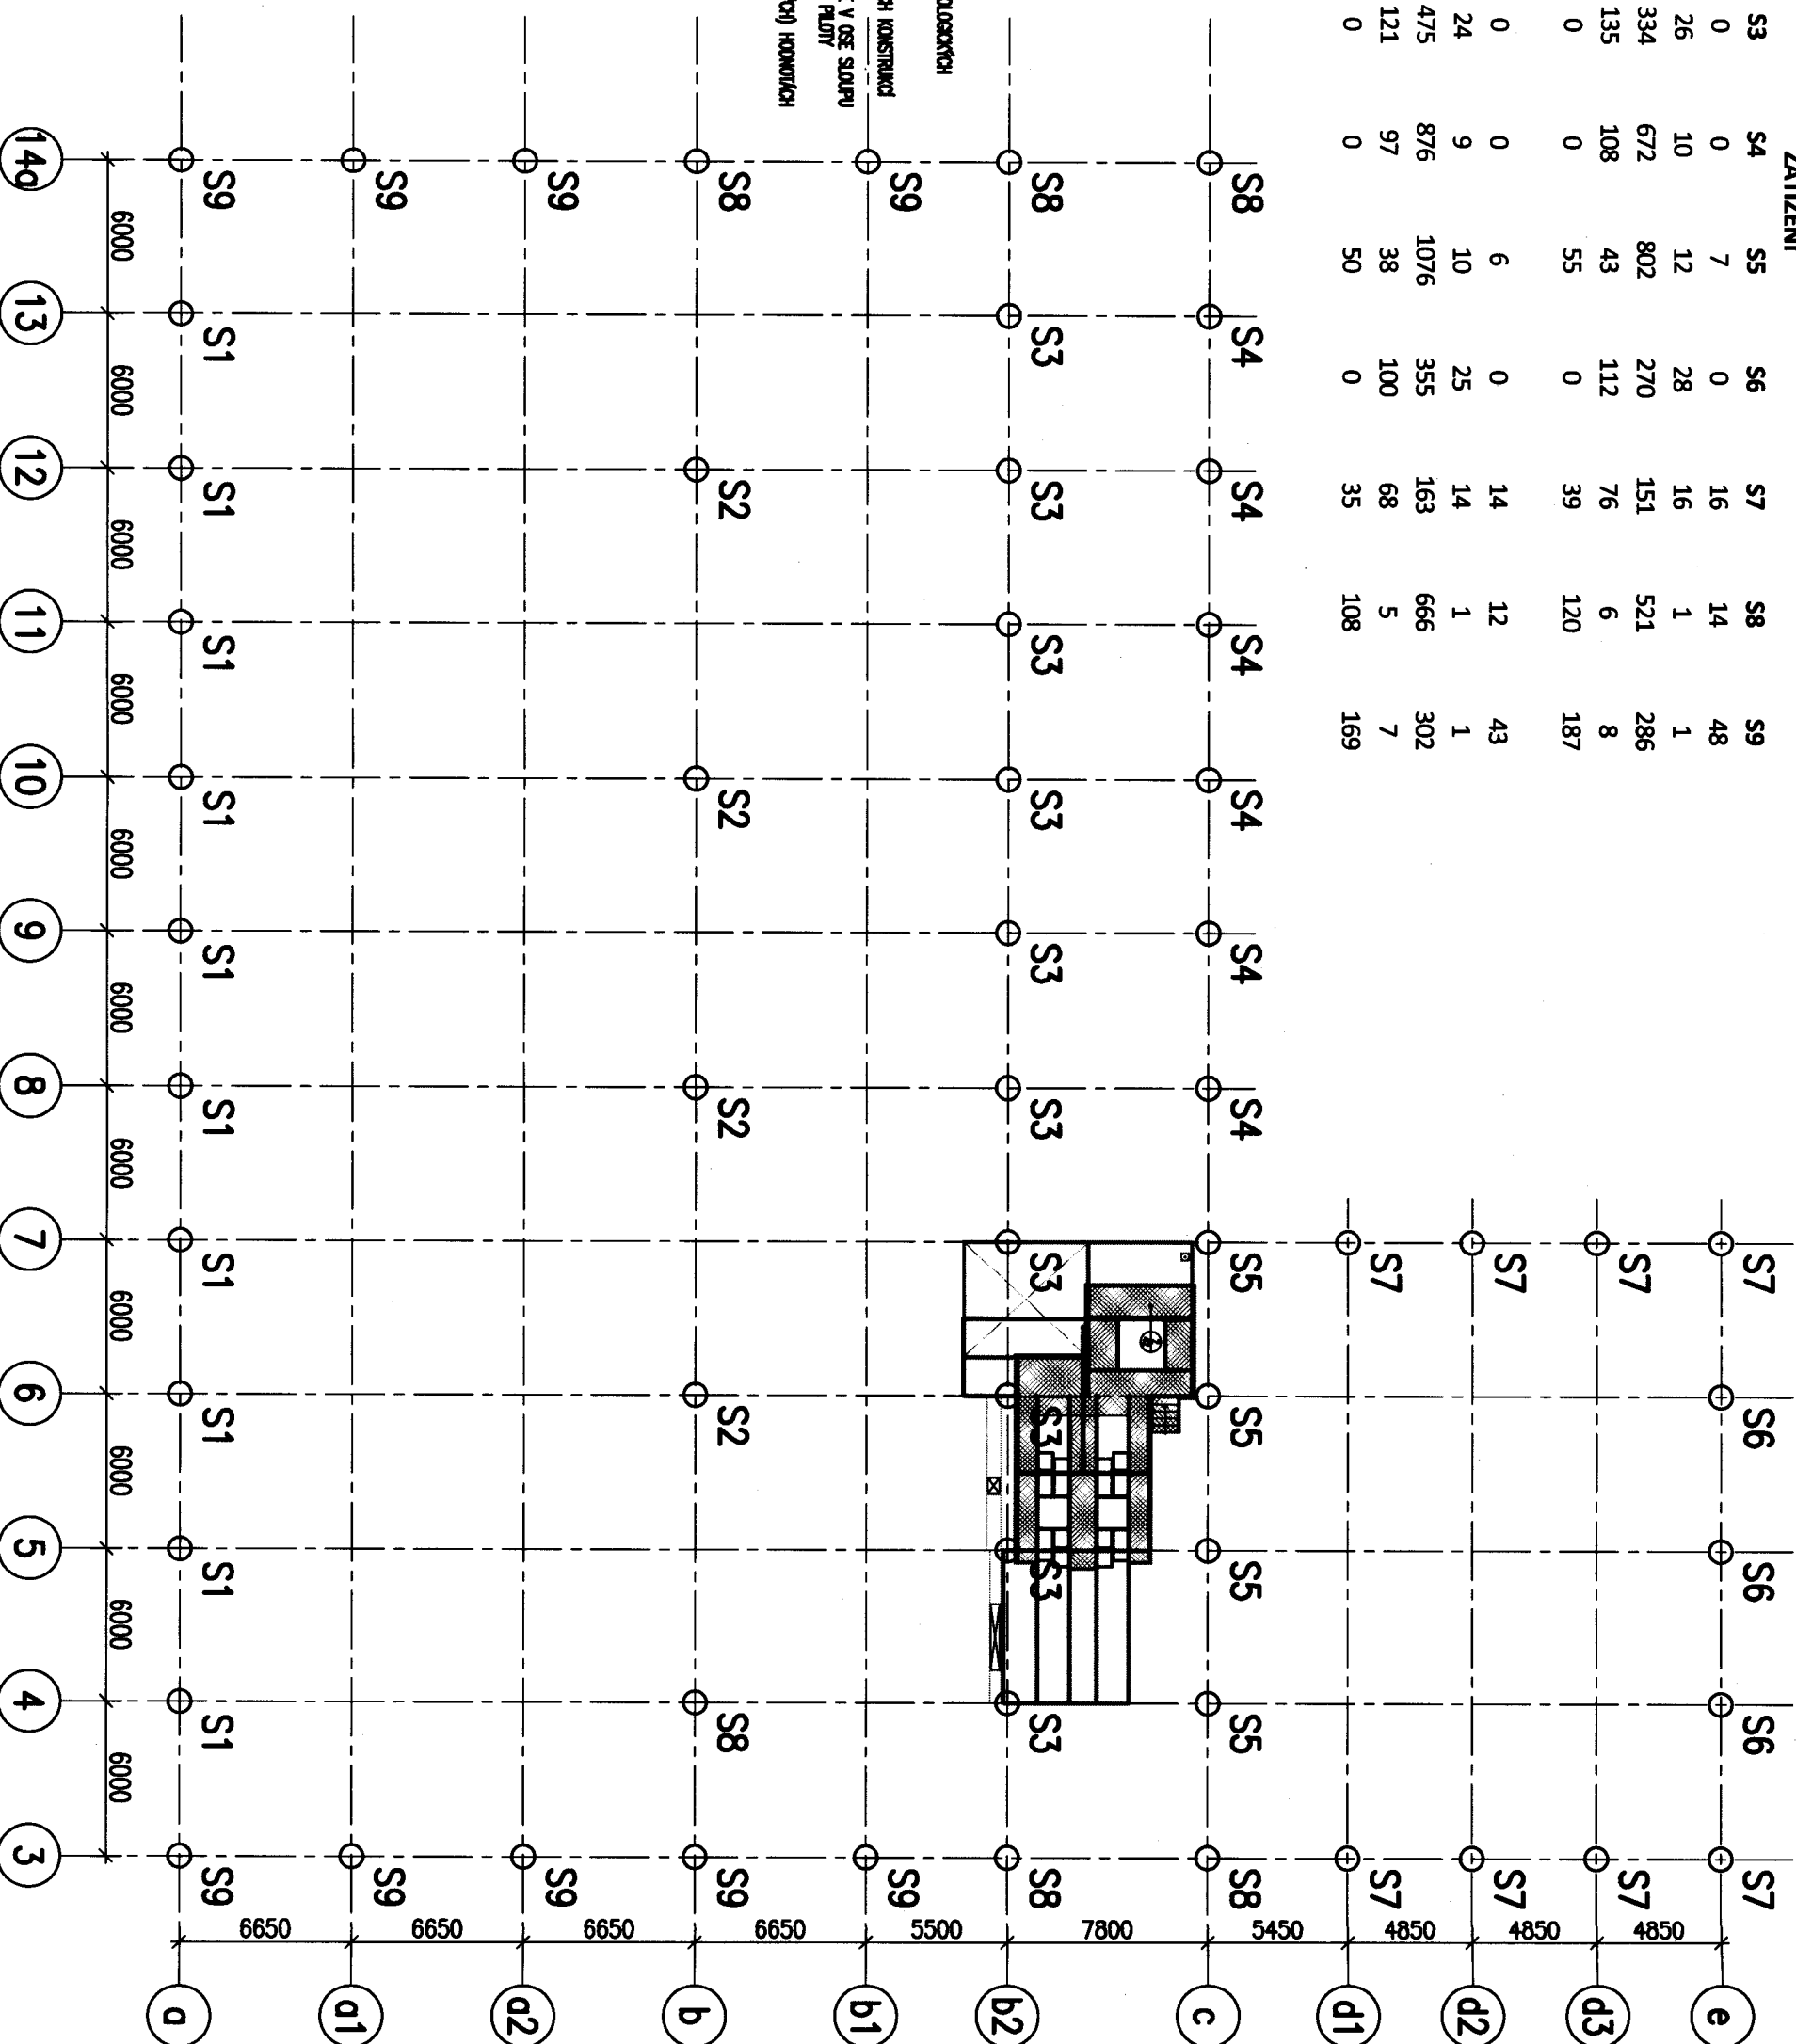 ZATÍŽENÍ
S3 S4 S5 S6 S7 S8 S9
0 0 7 0 16 14 48
26 10 12 28 16 1 1
334 672 802 270 151 521 286
135 108 43 112 76 6 8
0 0 55 0 39 120 187
0 0 6 0 14 12 43
24 9 10 25 14 1 1
475 876 1076 355 163 666 302
121 97 38 100 68 5 7
0 0 50 0 35 108 169
OLOGICKÝCH
H KONSTRUKCÍ
V OSE SLOUPU
PILOTY
ÝCH) HODNOTÁCH
S7 S6 S6 S6 S7
e
4850
S7 S7
d3
4850
S7 S7
d2
4850
S7 S7
d1
5450
S8 S4 S4 S4 S4 S4 S4 S5 S5 S5 S5 S8
c
7800
S8 S3 S3 S3 S3 S3 S3 S3 S3 S3 S3 S8
b2
5500
S9 S9
b1
6650
S8 S2 S2 S2 S2 S8 S9
b
6650
S9 S9
a2
6650
S9 S9
a1
6650
S9 S1 S1 S1 S1 S1 S1 S1 S1 S1 S1 S9
a
6000 6000 6000 6000 6000 6000 6000 6000 6000 6000 6000
14a 13 12 11 10 9 8 7 6 5 4 3